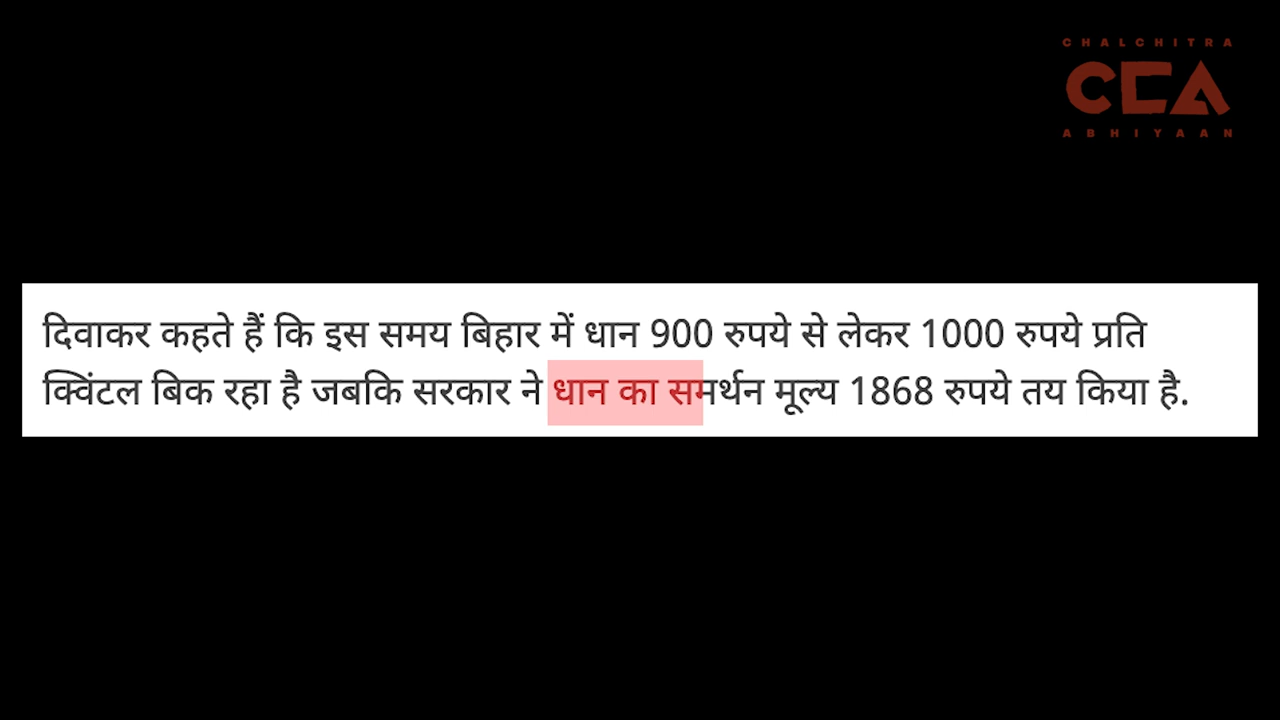 CHALCHITRA
CCA
ABHIYAAN
दिवाकर कहते हैं कि इस समय बिहार में धान 900 रुपये से लेकर 1000 रुपये प्रति
क्विंटल बिक रहा है जबकि सरकार ने धान का समर्थन मूल्य 1868 रुपये तय किया है.